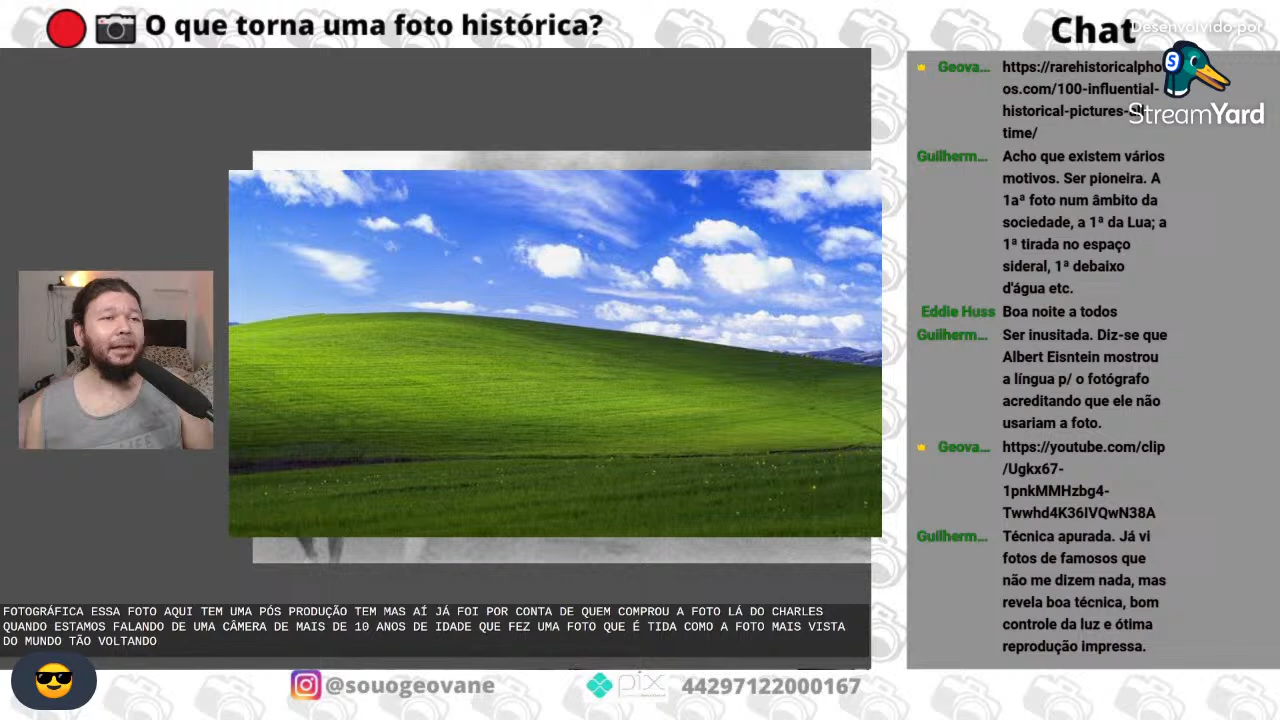 O que torna uma foto histórica?
Chat
Desenvolvido por
StreamYard
Geova...
https://rarehistoricalpho
os.com/100-influential-
historical-pictures-all-
time/
Guilherm...
Acho que existem vários
motivos. Ser pioneira. A
1aª foto num âmbito da
sociedade, a 1ª da Lua; a
1ª tirada no espaço
sideral, 1ª debaixo
d'água etc.
Eddie Huss
Boa noite a todos
Guilherm...
Ser inusitada. Diz-se que
Albert Eisntein mostrou
a língua p/ o fotógrafo
acreditando que ele não
usariam a foto.
Geova...
https://youtube.com/clip
/Ugkx67-
1pnkMMHzbg4-
Twwhd4K36IVQwN38A
Guilherm...
Técnica apurada. Já vi
fotos de famosos que
não me dizem nada, mas
revela boa técnica, bom
controle da luz e ótima
reprodução impressa.
FOTOGRÁFICA ESSA FOTO AQUI TEM UMA PÓS PRODUÇÃO TEM MAS AÍ JÁ FOI POR CONTA DE QUEM COMPROU A FOTO LÁ DO CHARLES
QUANDO ESTAMOS FALANDO DE UMA CÂMERA DE MAIS DE 10 ANOS DE IDADE QUE FEZ UMA FOTO QUE É TIDA COMO A FOTO MAIS VISTA
DO MUNDO TÃO VOLTANDO
@souogeovane
pix
44297122000167